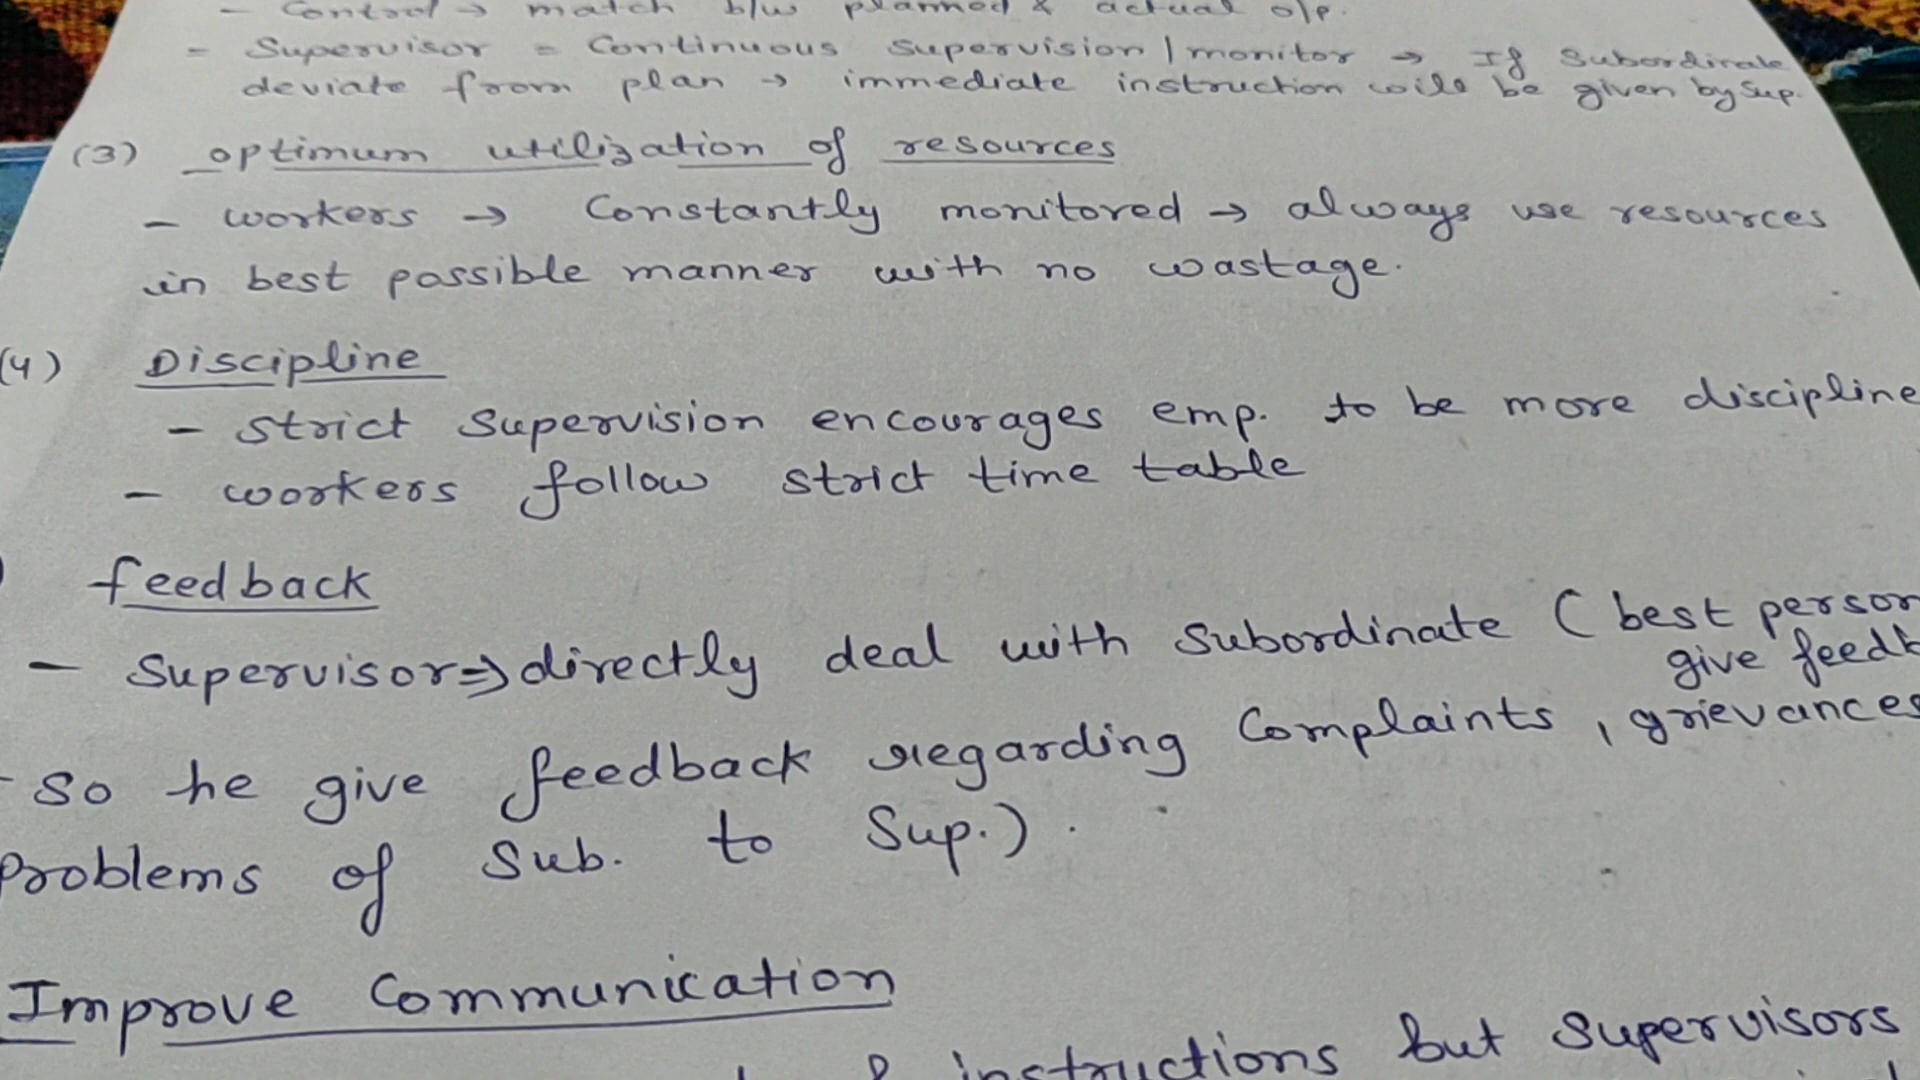 - Control → match b/w planned & actual o/p.
- Supervisor = Continuous supervision / monitor → If Subordinate
deviate from plan → immediate instruction will be given by Sup.
(3) optimum utilization of resources
- workers → Constantly monitored → always use resources
in best possible manner with no wastage.
(4) Discipline
- strict supervision encourages emp. to be more discipline
- workers follow strict time table
) feedback
- Supervisor ⇒ directly deal with subordinate ( best person
give feedb
- So he give feedback regarding Complaints, grievances
Problems of Sub. to Sup.).
Improve Communication
& instructions but supervisors